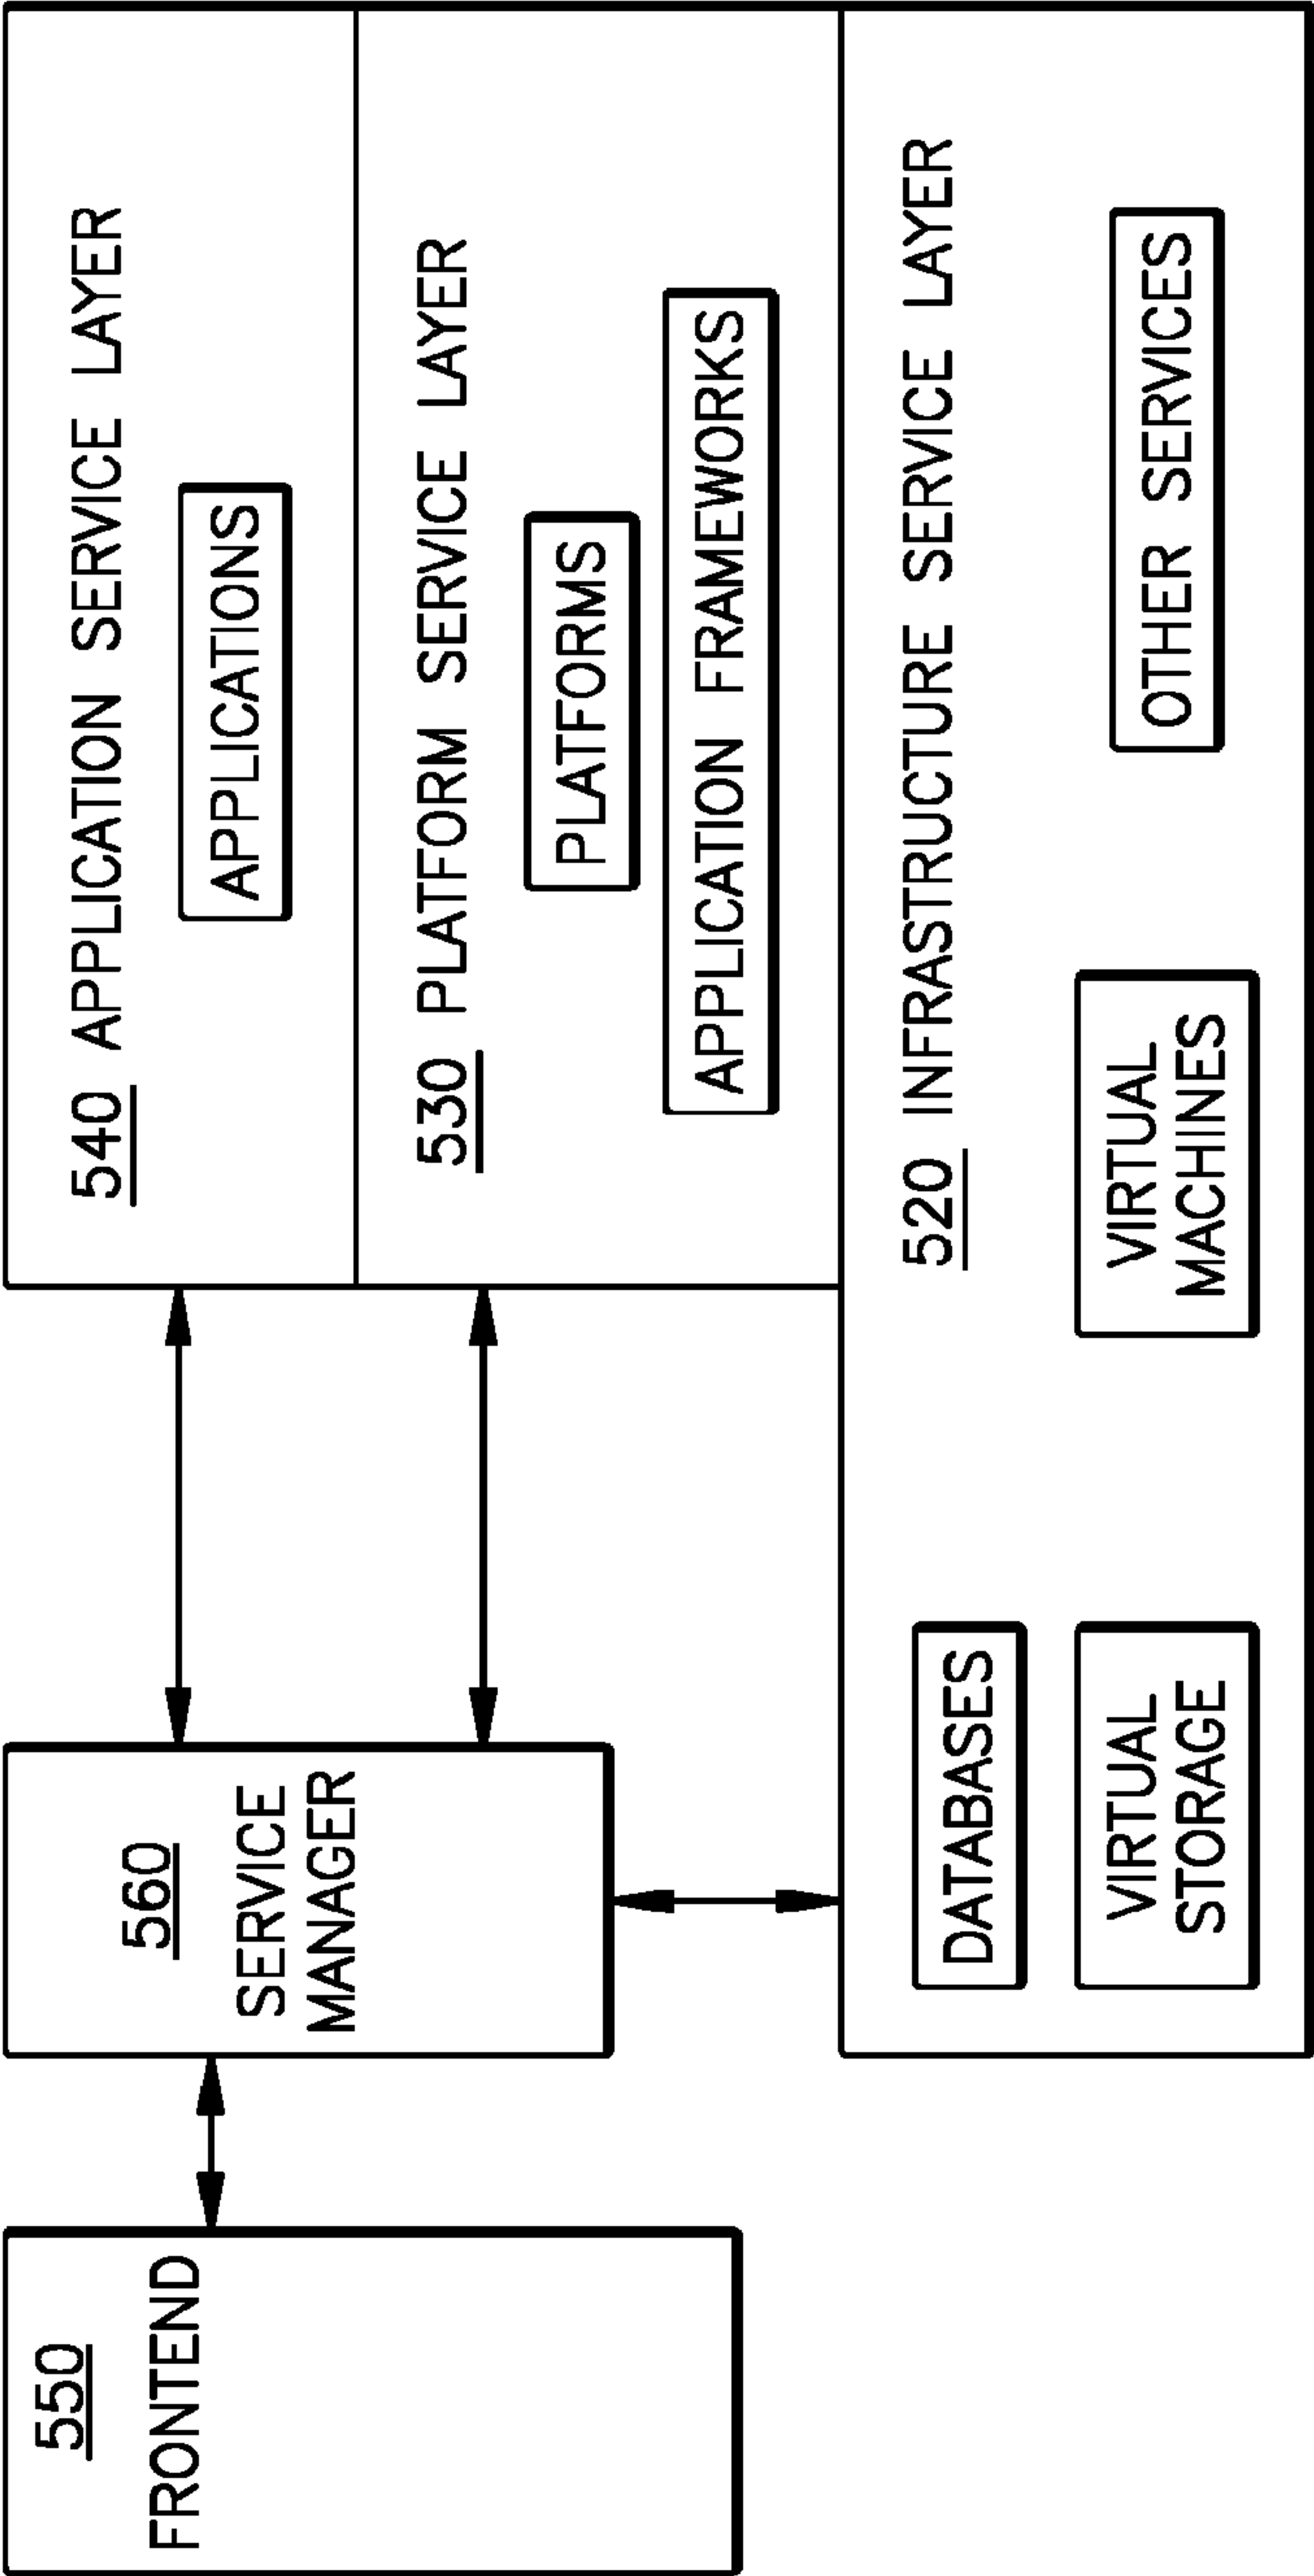 550
FRONTEND
560
SERVICE
MANAGER
540 APPLICATION SERVICE LAYER
APPLICATIONS
530 PLATFORM SERVICE LAYER
PLATFORMS
APPLICATION FRAMEWORKS
520 INFRASTRUCTURE SERVICE LAYER
DATABASES
VIRTUAL
STORAGE
VIRTUAL
MACHINES
OTHER SERVICES